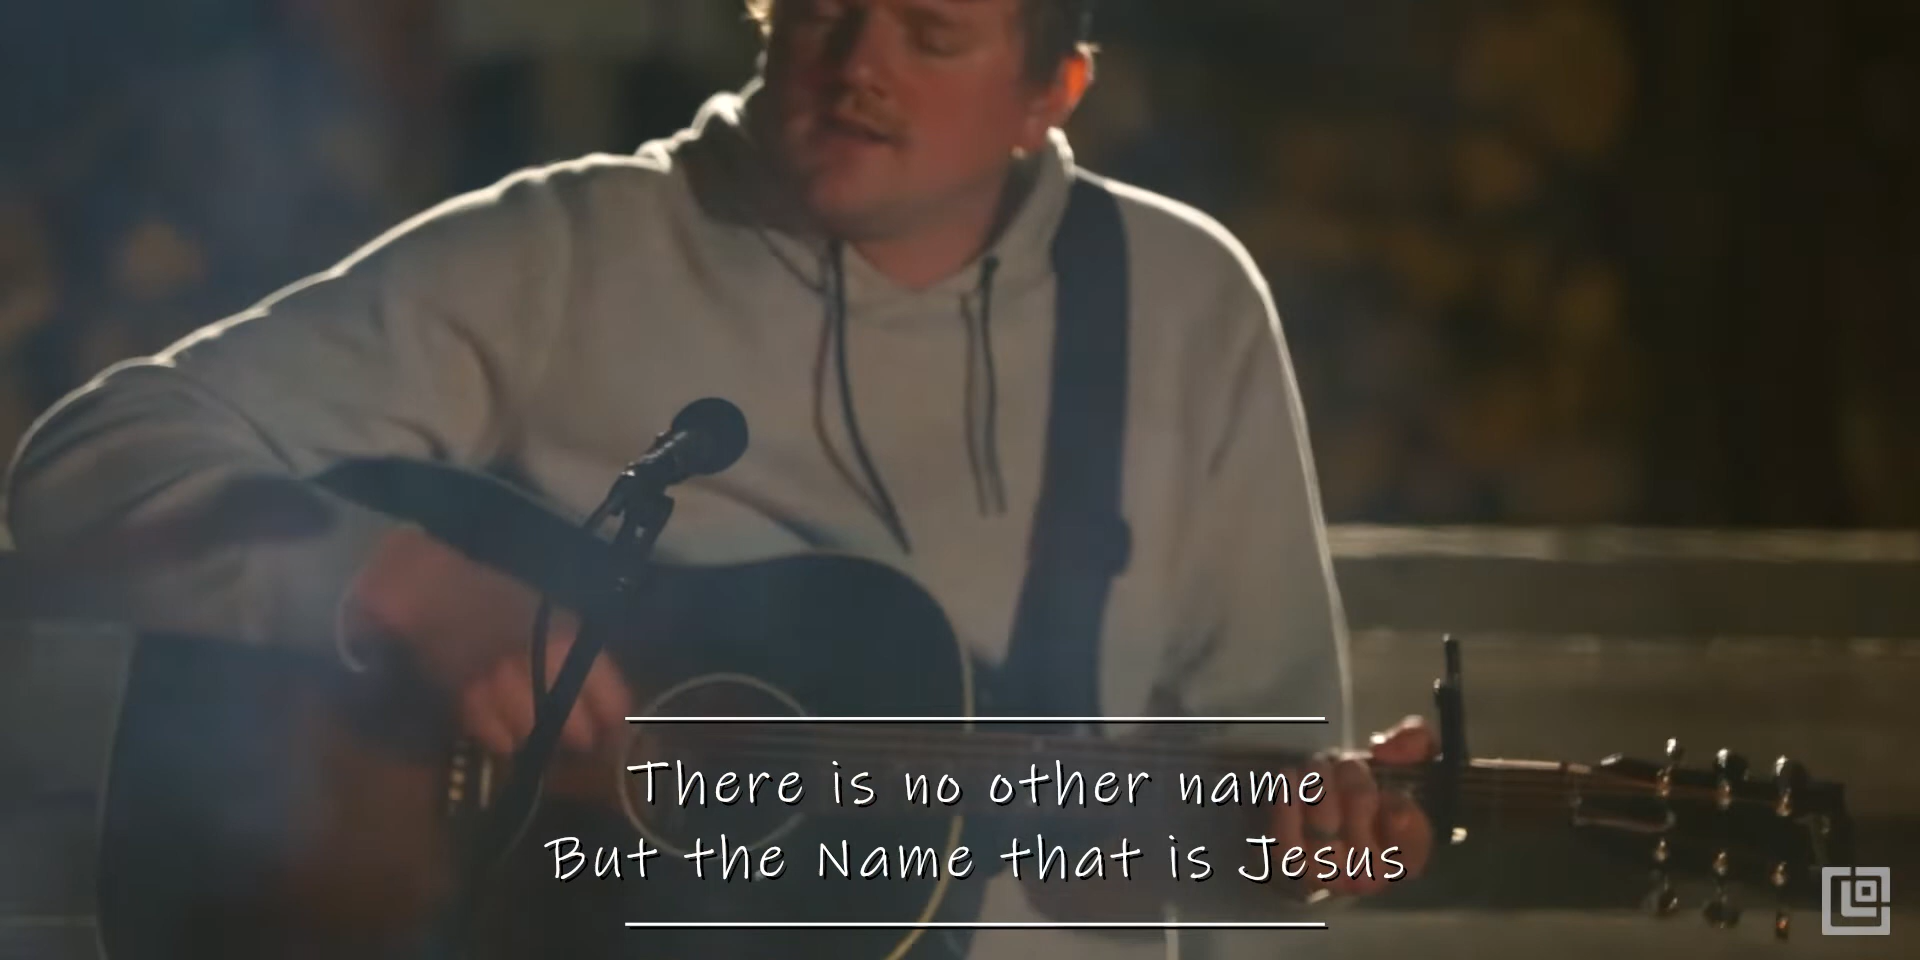 There is no other name
But the Name that is Jesus